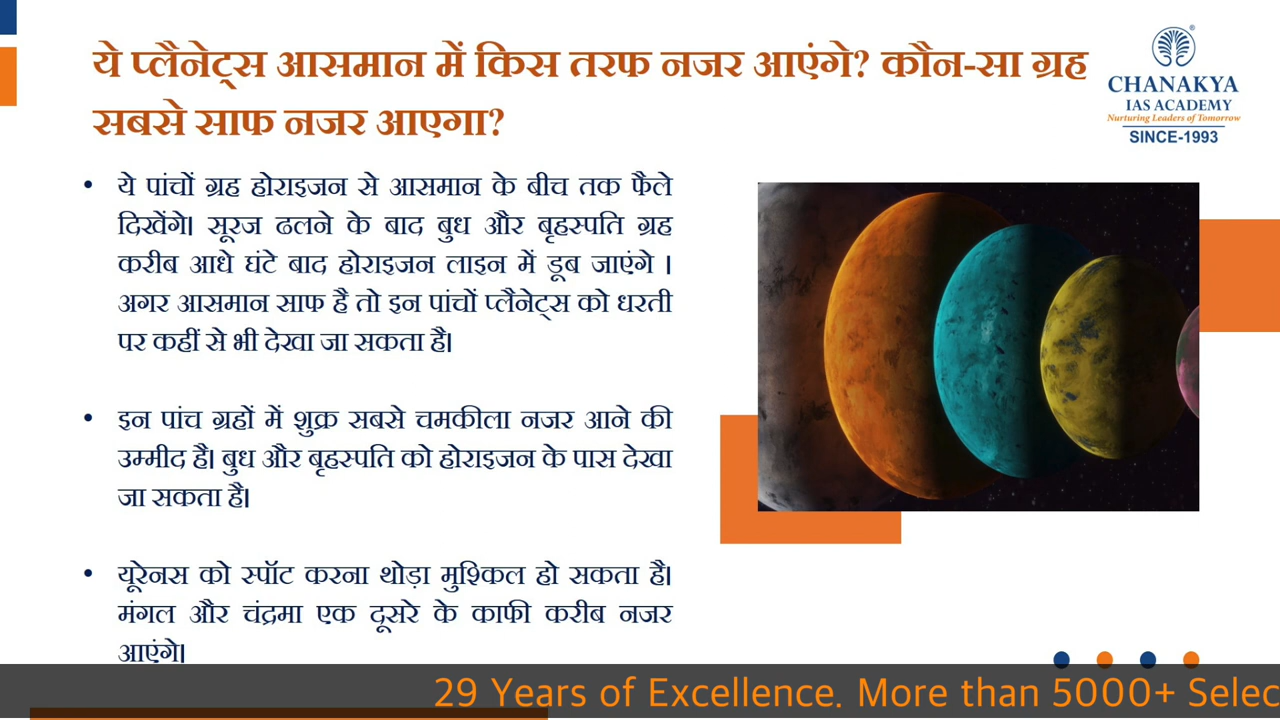 ये प्लैनेट्स आसमान में किस तरफ नजर आएंगे? कौन-सा ग्रह
सबसे साफ नजर आएगा?
CHANAKYA
IAS ACADEMY
Nurturing Leaders of Tomorrow
SINCE-1993
• ये पांचों ग्रह होराइजन से आसमान के बीच तक फैले
दिखेंगे। सूरज ढलने के बाद बुध और बृहस्पति ग्रह
करीब आधे घंटे बाद होराइजन लाइन में डूब जाएंगे ।
अगर आसमान साफ है तो इन पांचों प्लैनेट्स को धरती
पर कहीं से भी देखा जा सकता है।
• इन पांच ग्रहों में शुक्र सबसे चमकीला नजर आने की
उम्मीद है। बुध और बृहस्पति को होराइजन के पास देखा
जा सकता है।
• यूरेनस को स्पॉट करना थोड़ा मुश्किल हो सकता है।
मंगल और चंद्रमा एक दूसरे के काफी करीब नजर
आएंगे।
29 Years of Excellence. More than 5000+ Selec